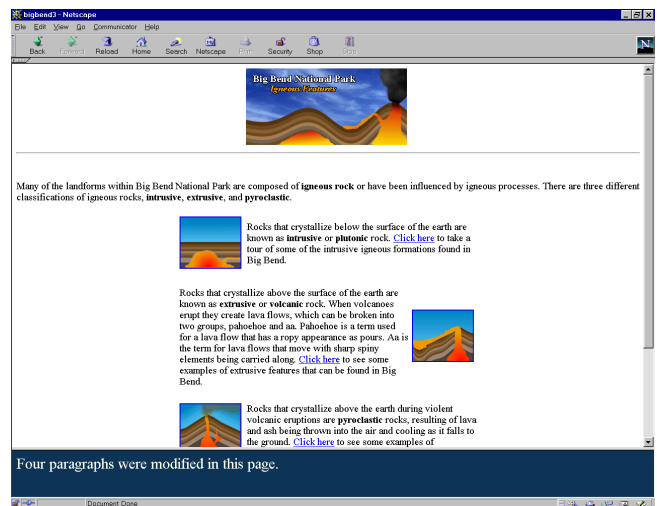 bigbend3 - Netscape
File Edit View Go Communicator Help
Back Forward Reload Home Search Netscape Print Security Shop Stop
N
Big Bend National Park
Igneous Features
Many of the landforms within Big Bend National Park are composed of igneous rock or have been influenced by igneous processes. There are three different
classifications of igneous rocks, intrusive, extrusive, and pyroclastic.
Rocks that crystallize below the surface of the earth are
known as intrusive or plutonic rock. Click here to take a
tour of some of the intrusive igneous formations found in
Big Bend.
Rocks that crystallize above the surface of the earth are
known as extrusive or volcanic rock. When volcanoes
erupt they create lava flows, which can be broken into
two groups, pahoehoe and aa. Pahoehoe is a term used
for a lava flow that has a ropy appearance as pours. Aa is
the term for lava flows that move with sharp spiny
elements being carried along. Click here to see some
examples of extrusive features that can be found in Big
Bend.
Rocks that crystallize above the earth during violent
volcanic eruptions are pyroclastic rocks, resulting of lava
and ash being thrown into the air and cooling as it falls to
the ground. Click here to see some examples of
Four paragraphs were modified in this page.
Document Done